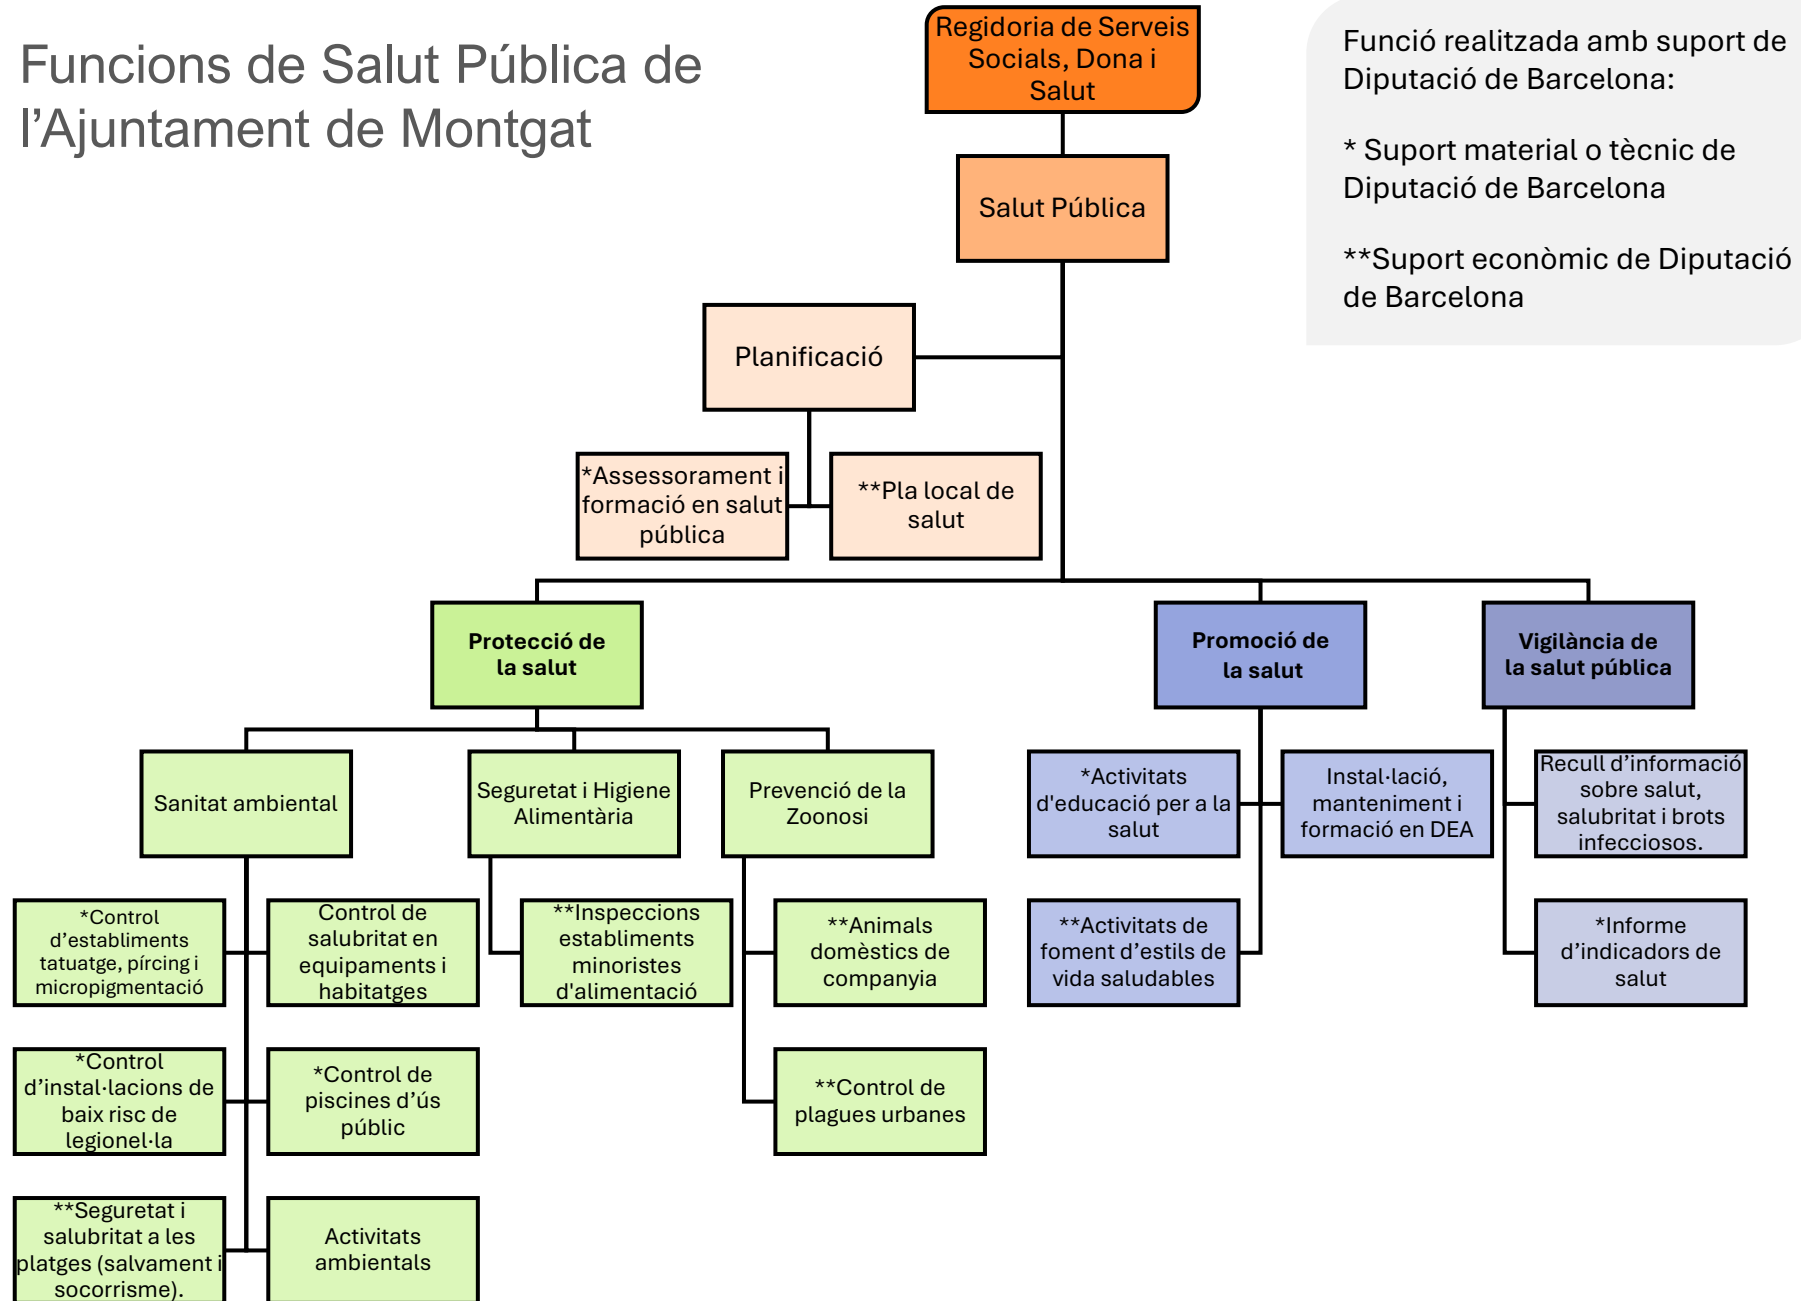 Funcions de Salut Pública de
l’Ajuntament de Montgat
Regidoria de Serveis
Socials, Dona i
Salut
Funció realitzada amb suport de
Diputació de Barcelona:
* Suport material o tècnic de
Diputació de Barcelona
**Suport econòmic de Diputació
de Barcelona
Salut Pública
Planificació
*Assessorament i
formació en salut
pública
**Pla local de
salut
Protecció de
la salut
Promoció de
la salut
Vigilància de
la salut pública
Sanitat ambiental
Seguretat i Higiene
Alimentària
Prevenció de la
Zoonosi
*Activitats
d'educació per a la
salut
Instal·lació,
manteniment i
formació en DEA
Recull d’informació
sobre salut,
salubritat i brots
infecciosos.
*Control
d’establiments
tatuatge, pírcing i
micropigmentació
Control de
salubritat en
equipaments i
habitatges
**Inspeccions
establiments
minoristes
d'alimentació
**Animals
domèstics de
companyia
**Activitats de
foment d’estils de
vida saludables
*Informe
d’indicadors de
salut
*Control
d’instal·lacions de
baix risc de
legionel·la
*Control de
piscines d’ús
públic
**Control de
plagues urbanes
**Seguretat i
salubritat a les
platges (salvament i
socorrisme).
Activitats
ambientals